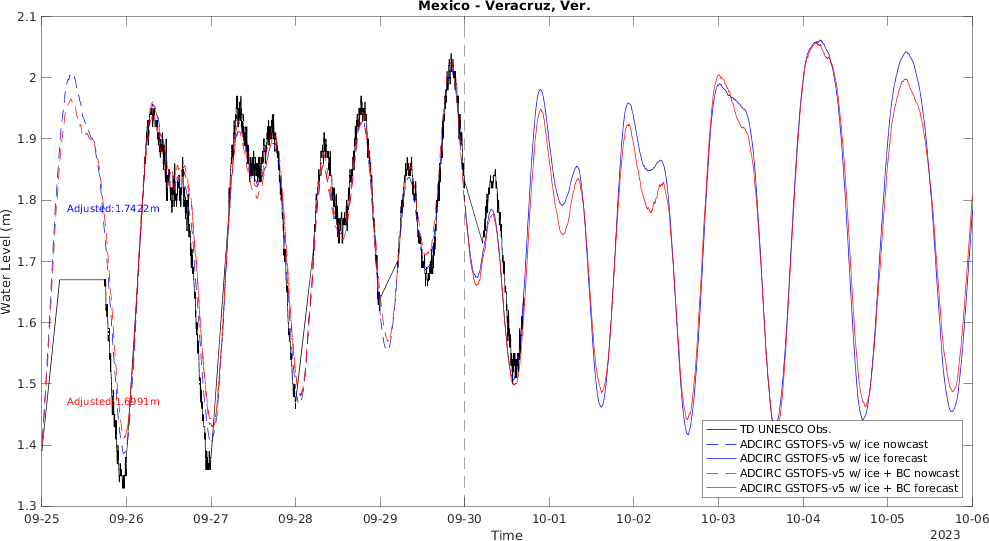 Mexico - Veracruz, Ver.
Water Level (m)
2.1
2
1.9
1.8
1.7
1.6
1.5
1.4
1.3
Adjusted:1.7422m
Adjusted:1.6991m
TD UNESCO Obs.
ADCIRC GSTOFS-v5 w/ ice nowcast
ADCIRC GSTOFS-v5 w/ ice forecast
ADCIRC GSTOFS-v5 w/ ice + BC nowcast
ADCIRC GSTOFS-v5 w/ ice + BC forecast
09-25 09-26 09-27 09-28 09-29 09-30 10-01 10-02 10-03 10-04 10-05 10-06
Time
2023